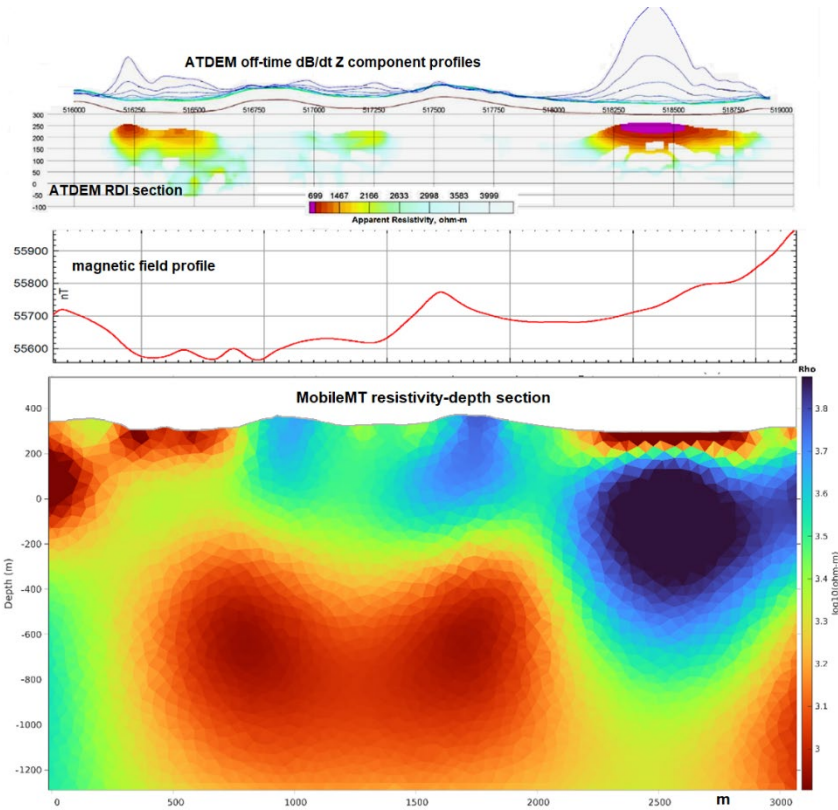 ATDEM off-time dB/dt Z component profiles
516000 516250 516500 516750 517000 517250 517500 517750 518000 518250 518500 518750 519000
300
250
200
150
100
50
0
-50
-100
ATDEM RDI section
699 1467 2166 2633 2998 3583 3999
Apparent Resistivity, ohm-m
55900
55800
55700
55600
nT
magnetic field profile
MobileMT resistivity-depth section
Rho
400
200
0
-200
-400
-600
-800
-1000
-1200
Depth (m)
3.8
3.7
3.6
3.5
3.4
3.3
3.2
3.1
3
log10(ohm-m)
0 500 1000 1500 2000 2500 m 3000